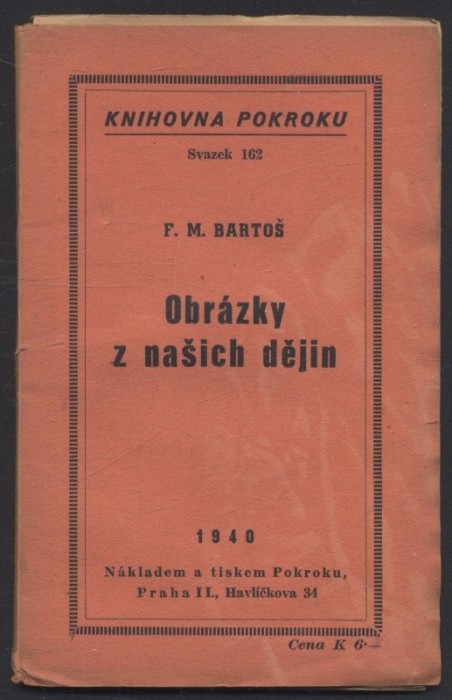 KNIHOVNA POKROKU
Svazek 162
F. M. BARTOŠ
Obrázky
z našich dějin
1940
Nákladem a tiskem Pokroku,
Praha II., Havlíčkova 34
Cena K 6·—